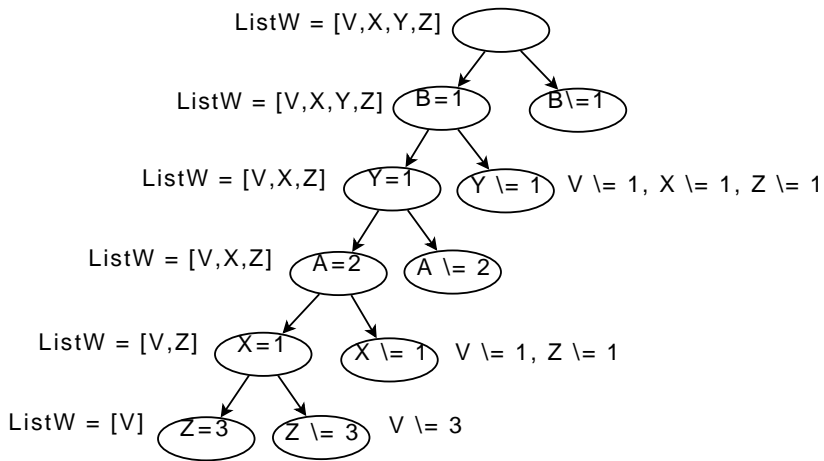 ListW = [V,X,Y,Z]
ListW = [V,X,Y,Z] B=1 B\=1
ListW = [V,X,Z] Y=1 Y \= 1 V \= 1, X \= 1, Z \= 1
ListW = [V,X,Z] A=2 A \= 2
ListW = [V,Z] X=1 X \= 1 V \= 1, Z \= 1
ListW = [V] Z=3 Z \= 3 V \= 3